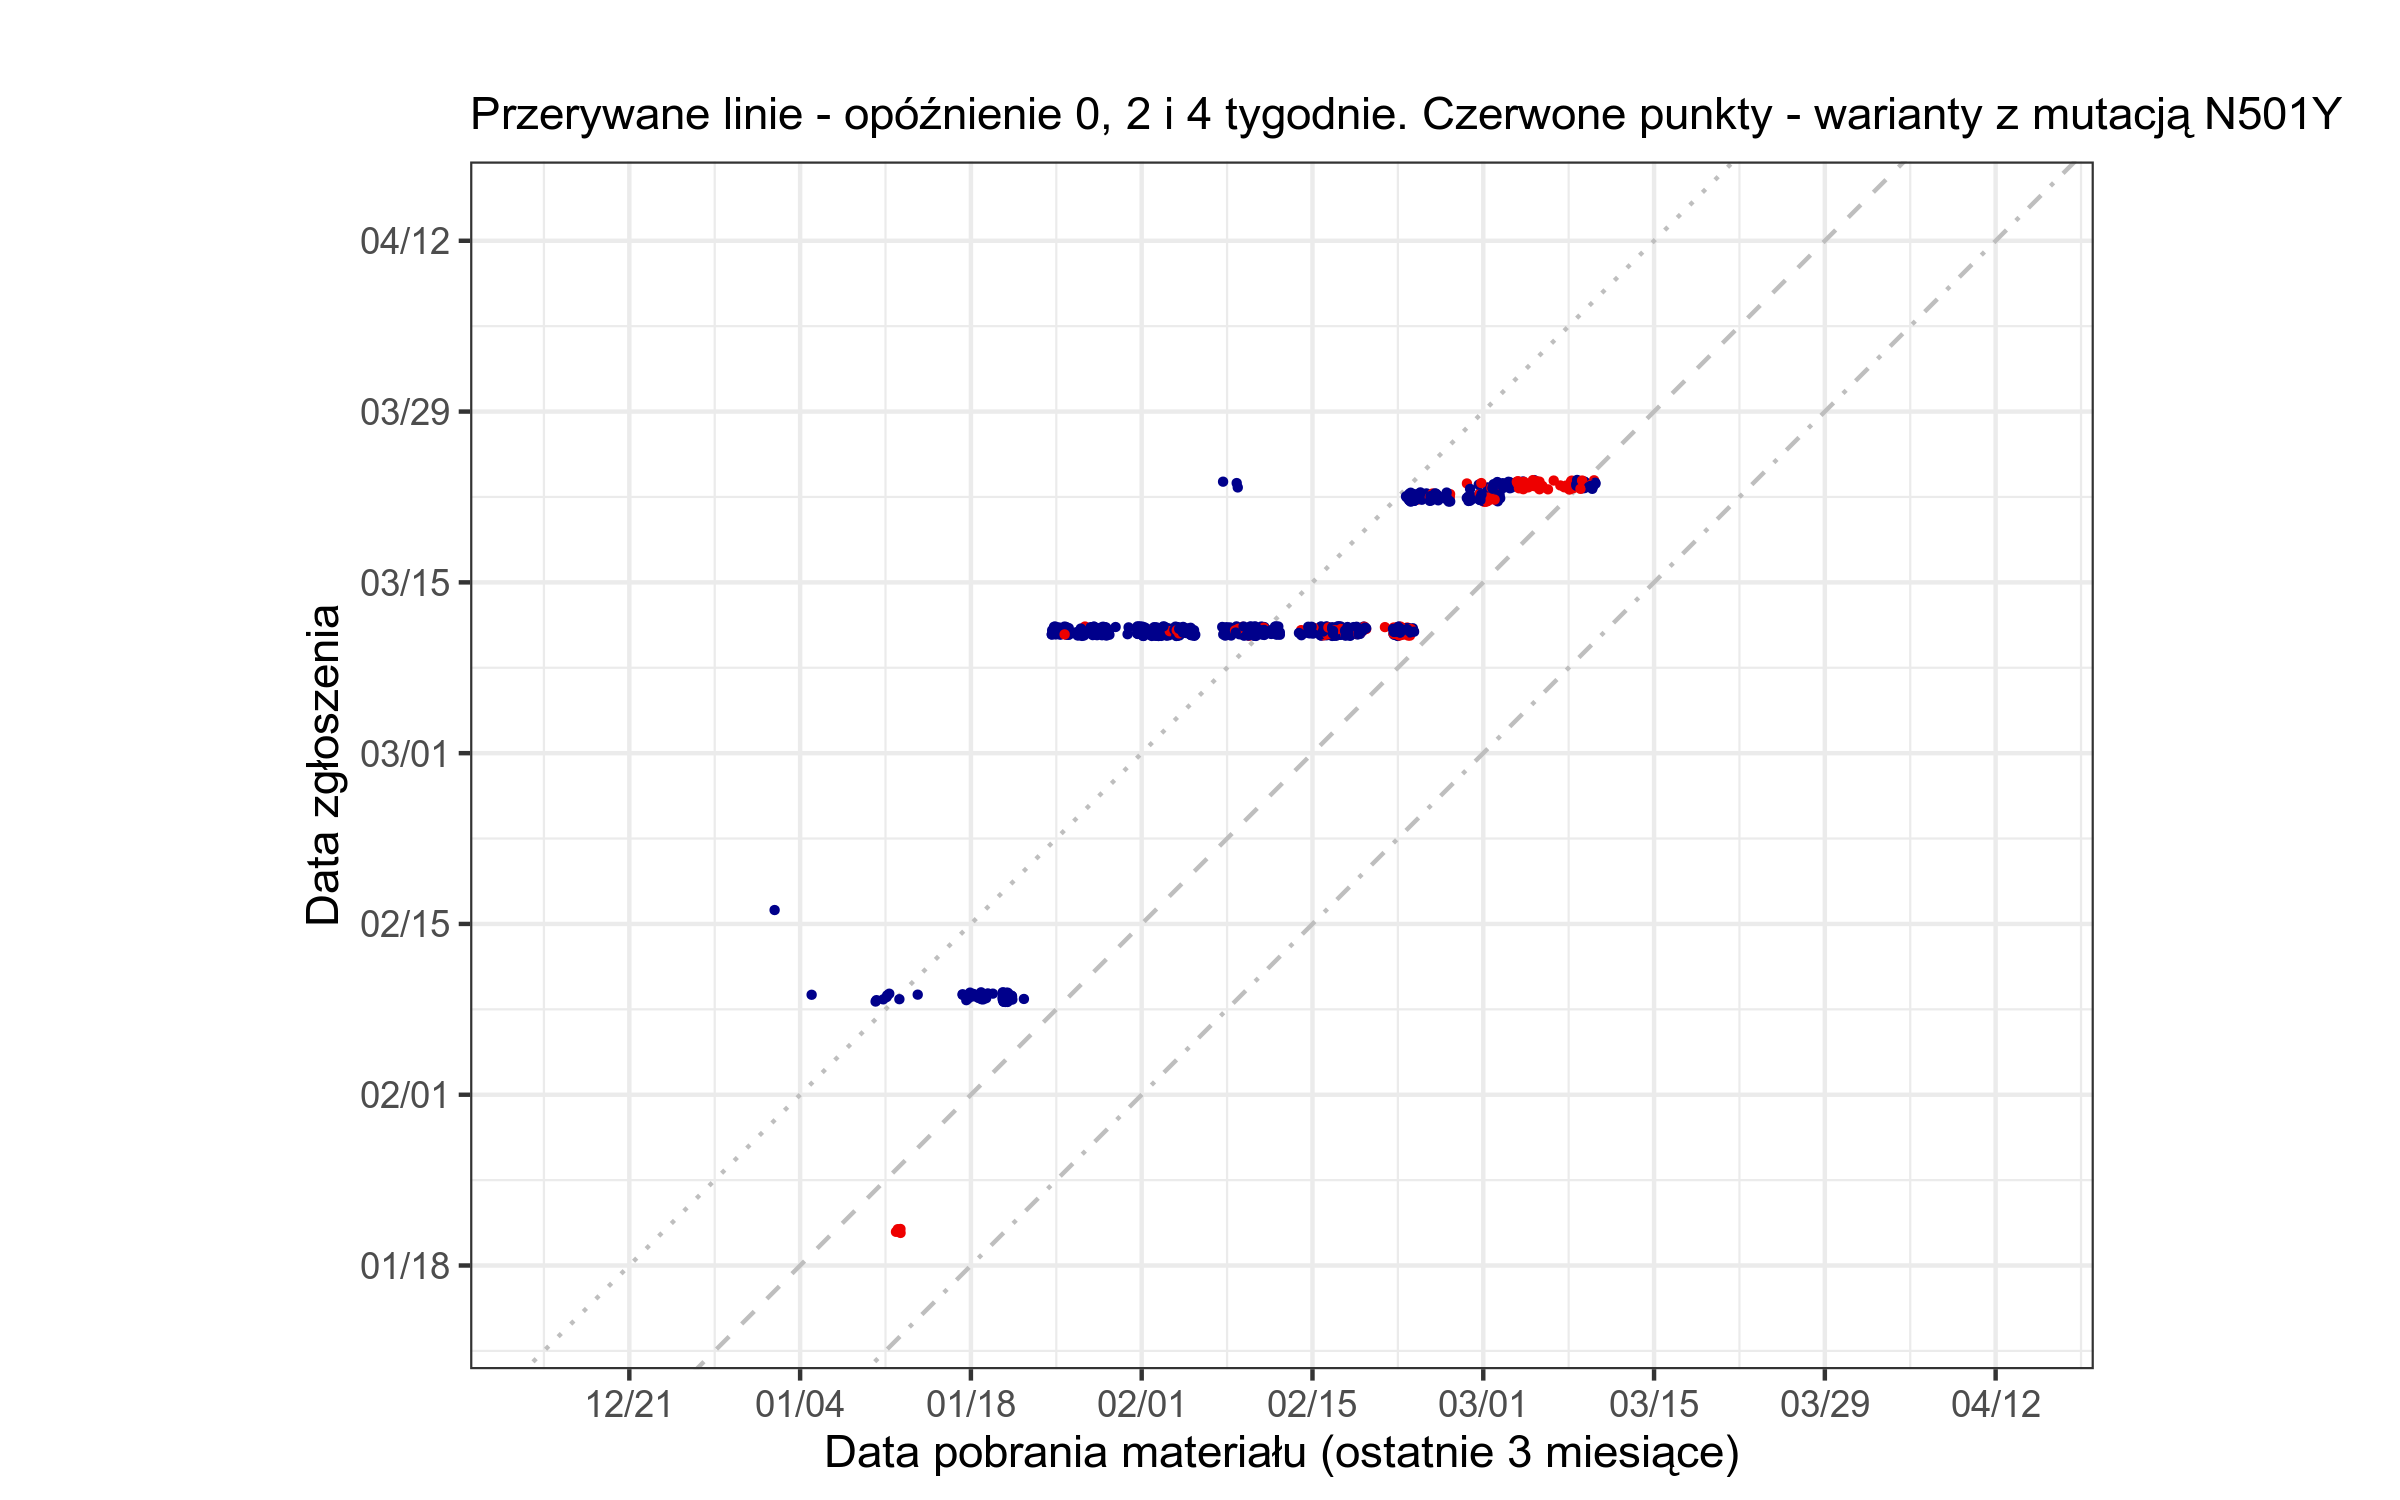 Przerywane linie - opóźnienie 0, 2 i 4 tygodnie. Czerwone punkty - warianty z mutacją N501Y
04/12
03/29
03/15
03/01
02/15
02/01
01/18
Data zgłoszenia
12/21 01/04 01/18 02/01 02/15 03/01 03/15 03/29 04/12
Data pobrania materiału (ostatnie 3 miesiące)